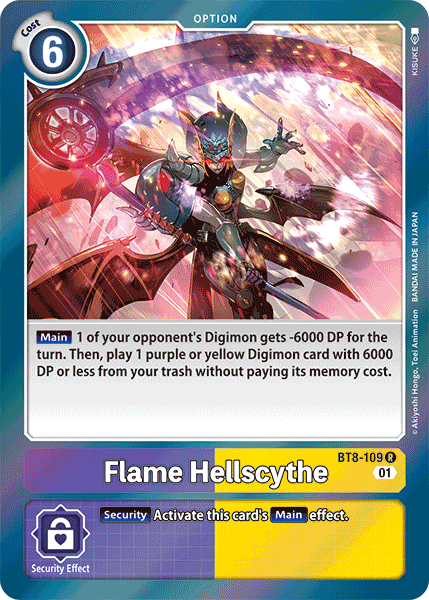 OPTION
Cost
6
KISUKE
Main 1 of your opponent's Digimon gets -6000 DP for the
turn. Then, play 1 purple or yellow Digimon card with 6000
DP or less from your trash without paying its memory cost.
© Akiyoshi Hongo, Toei Animation BANDAI MADE IN JAPAN
BT8-109 R
Flame Hellscythe
01
Security Activate this card's Main effect.
Security Effect